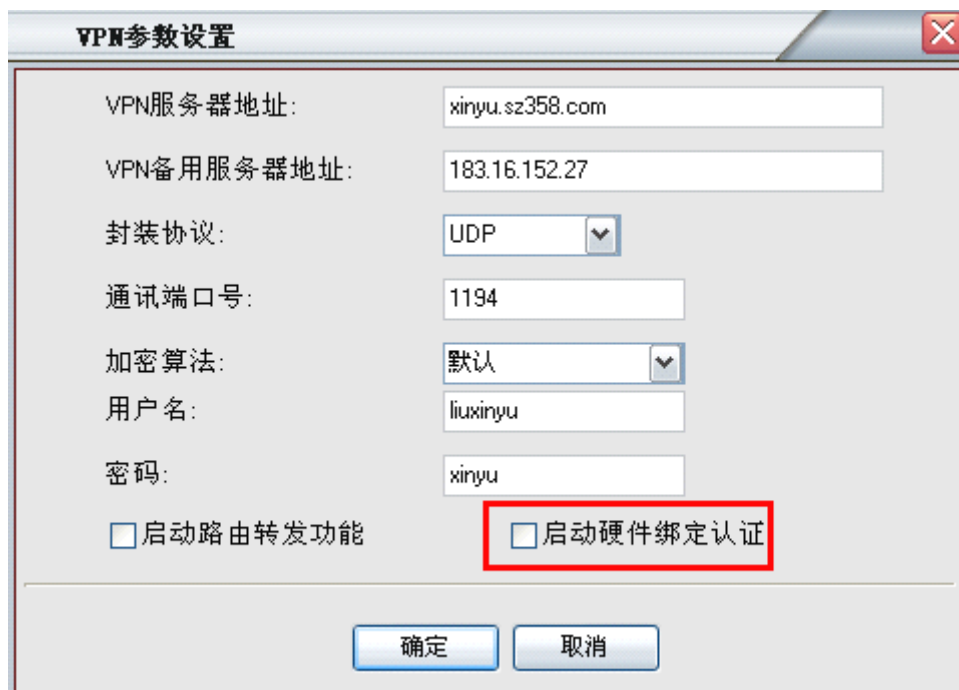 VPN参数设置
VPN服务器地址: xinyu.sz358.com
VPN备用服务器地址: 183.16.152.27
封装协议: UDP
通讯端口号: 1194
加密算法: 默认
用户名: liuxinyu
密码: xinyu
启动路由转发功能 启动硬件绑定认证
确定 取消